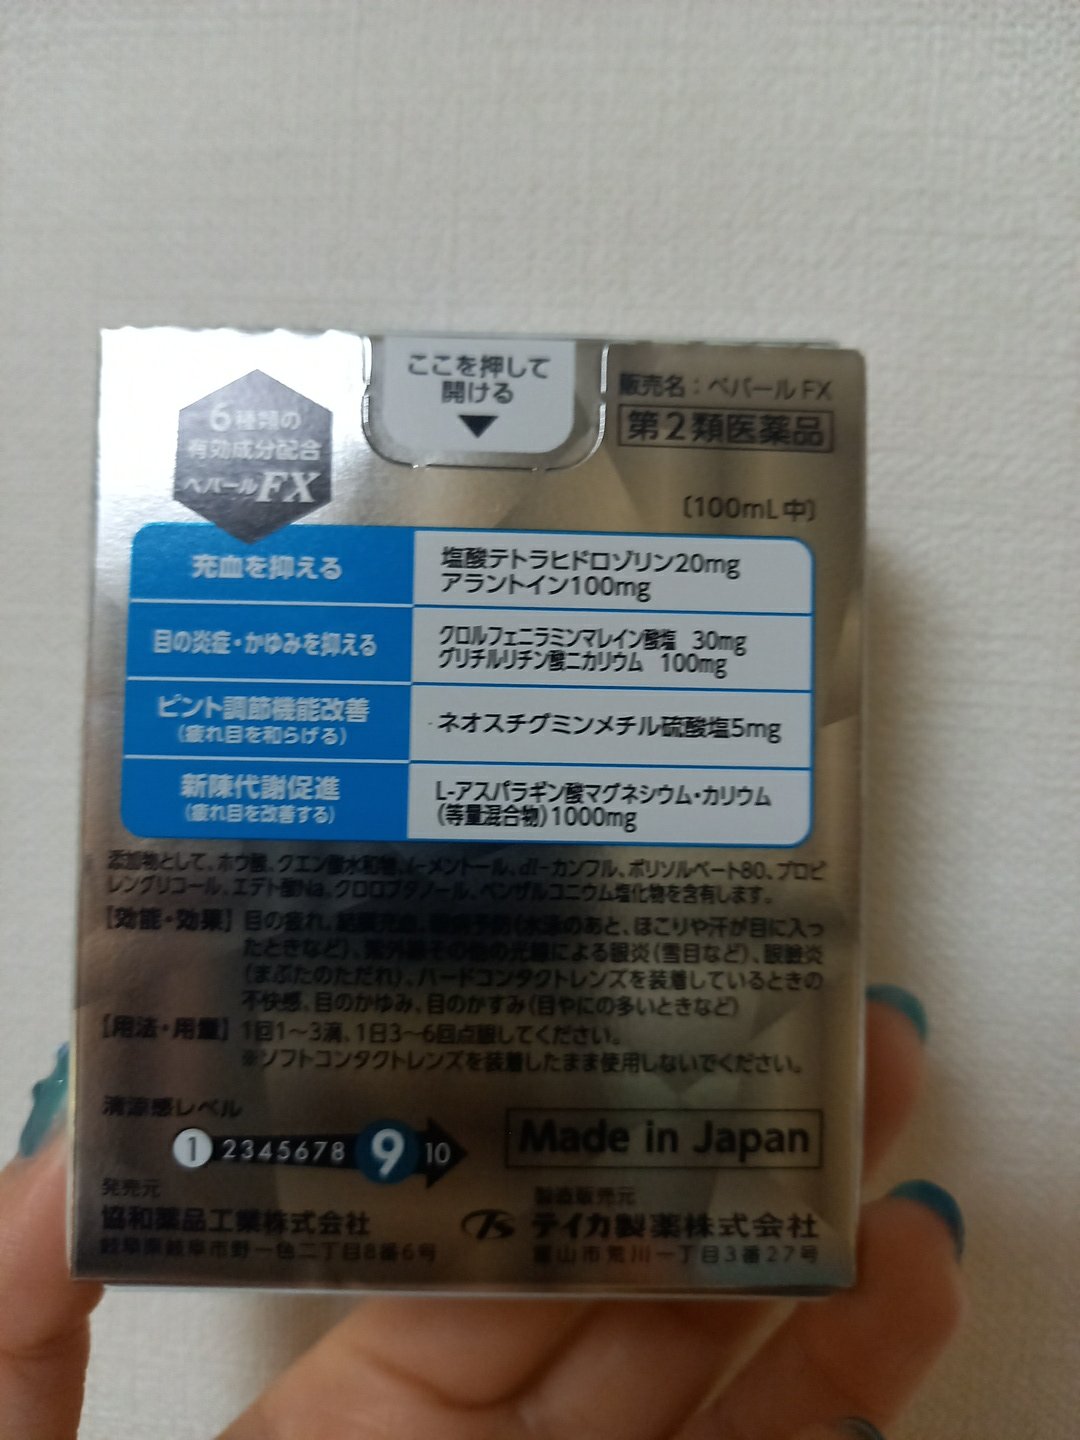 ここを押して
開ける
販売名：ペパールFX
第2類医薬品
6種類の
有効成分配合
ペパールFX
〔100mL中〕
充血を抑える
塩酸テトラヒドロゾリン20mg
アラントイン100mg
目の炎症・かゆみを抑える
クロルフェニラミンマレイン酸塩 30mg
グリチルリチン酸二カリウム 100mg
ピント調節機能改善
(疲れ目を和らげる)
ネオスチグミンメチル硫酸塩5mg
新陳代謝促進
(疲れ目を改善する)
L-アスパラギン酸マグネシウム・カリウム
(等量混合物)1000mg
添加物として、ホウ酸、クエン酸水和物、l-メントール、dl-カンフル、ポリソルベート80、プロピ
レングリコール、エデト酸Na、クロロブタノール、ベンザルコニウム塩化物を含有します。
【効能・効果】目の疲れ、結膜充血、眼病予防(水泳のあと、ほこりや汗が目に入っ
たときなど)、紫外線その他の光線による眼炎(雪目など)、眼瞼炎
(まぶたのただれ)、ハードコンタクトレンズを装着しているときの
不快感、目のかゆみ、目のかすみ(目やにの多いときなど)
【用法・用量】1回1〜3滴、1日3〜6回点眼してください。
※ソフトコンタクトレンズを装着したまま使用しないでください。
清涼感レベル
1 2 3 4 5 6 7 8 9 10
Made in Japan
発売元
協和薬品工業株式会社
岐阜県岐阜市野一色二丁目8番6号
製造販売元
TS テイカ製薬株式会社
富山市荒川一丁目3番27号